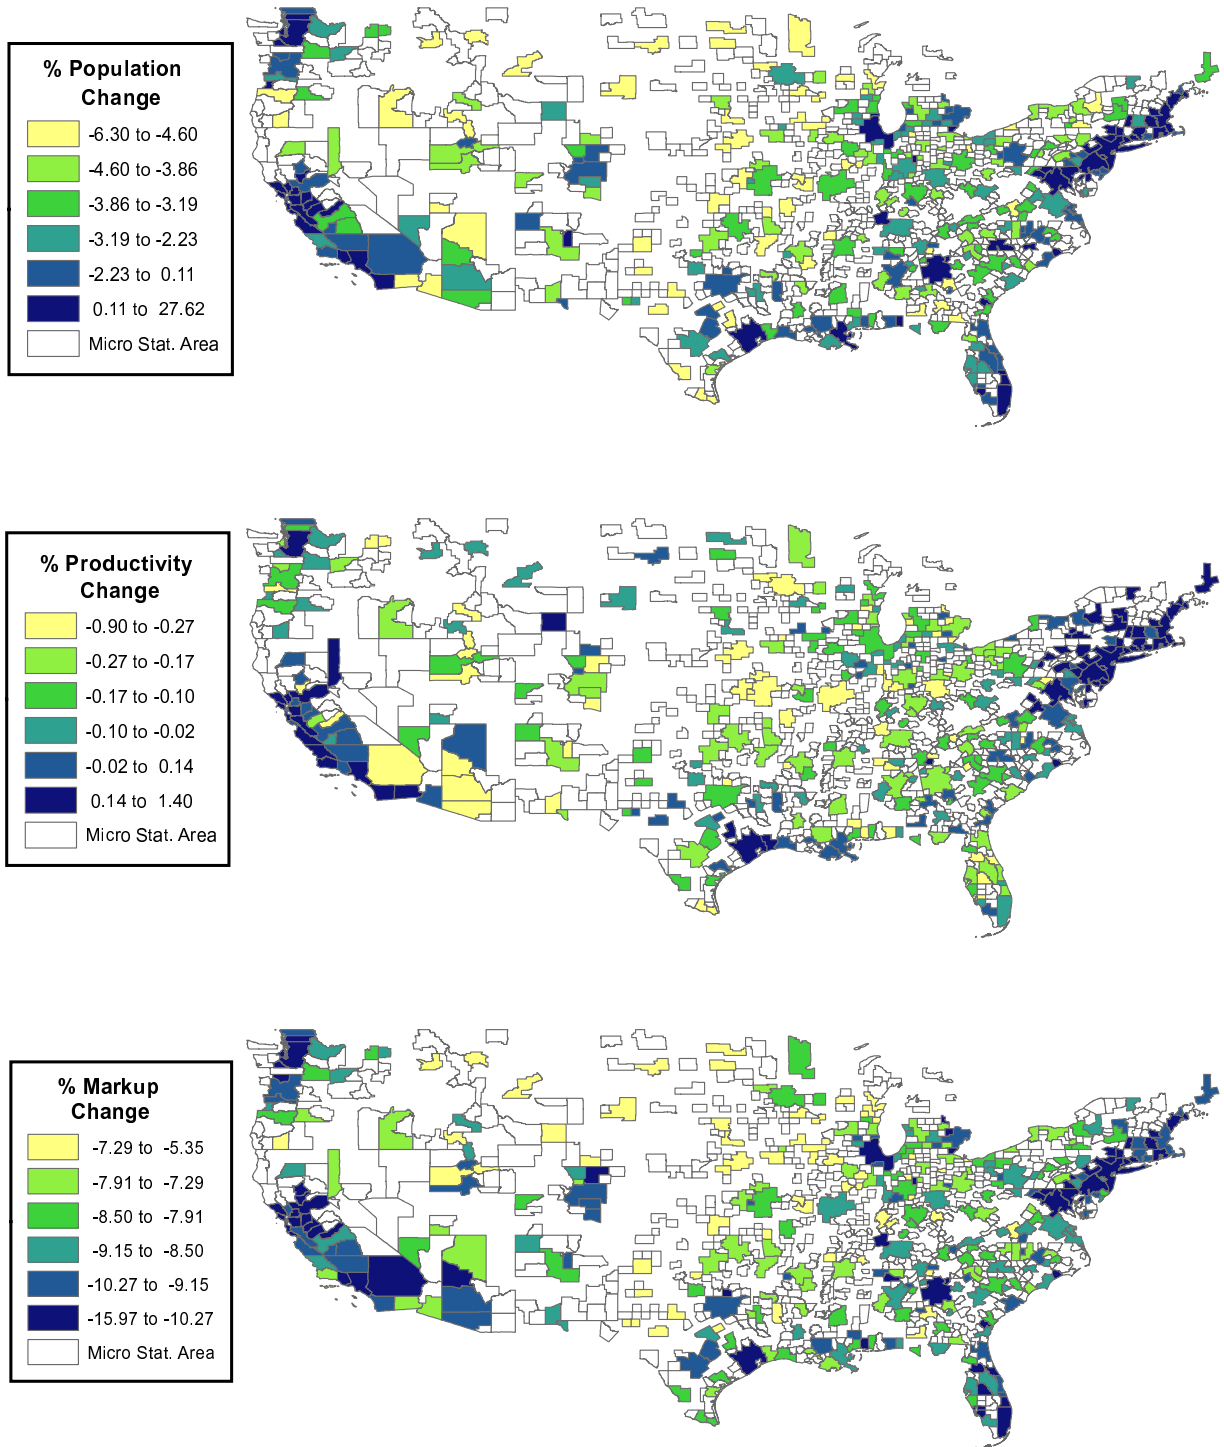 % Population
Change
-6.30 to -4.60
-4.60 to -3.86
-3.86 to -3.19
-3.19 to -2.23
-2.23 to 0.11
0.11 to 27.62
Micro Stat. Area
% Productivity
Change
-0.90 to -0.27
-0.27 to -0.17
-0.17 to -0.10
-0.10 to -0.02
-0.02 to 0.14
0.14 to 1.40
Micro Stat. Area
% Markup
Change
-7.29 to -5.35
-7.91 to -7.29
-8.50 to -7.91
-9.15 to -8.50
-10.27 to -9.15
-15.97 to -10.27
Micro Stat. Area